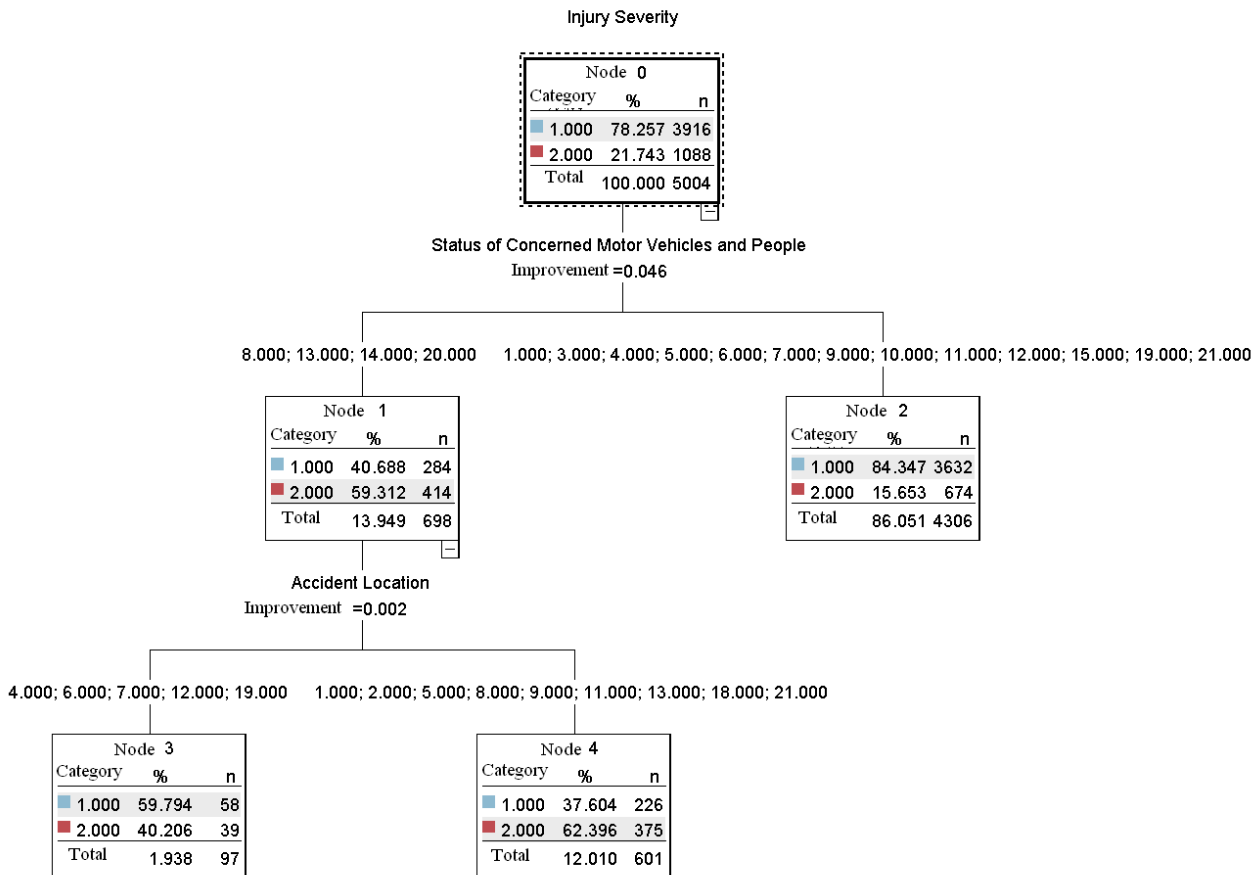 Injury Severity
Node 0
Category % n
1.000 78.257 3916
2.000 21.743 1088
Total 100.000 5004
Status of Concerned Motor Vehicles and People
Improvement =0.046
8.000; 13.000; 14.000; 20.000
1.000; 3.000; 4.000; 5.000; 6.000; 7.000; 9.000; 10.000; 11.000; 12.000; 15.000; 19.000; 21.000
Node 1
Category % n
1.000 40.688 284
2.000 59.312 414
Total 13.949 698
Node 2
Category % n
1.000 84.347 3632
2.000 15.653 674
Total 86.051 4306
Accident Location
Improvement =0.002
4.000; 6.000; 7.000; 12.000; 19.000
1.000; 2.000; 5.000; 8.000; 9.000; 11.000; 13.000; 18.000; 21.000
Node 3
Category % n
1.000 59.794 58
2.000 40.206 39
Total 1.938 97
Node 4
Category % n
1.000 37.604 226
2.000 62.396 375
Total 12.010 601